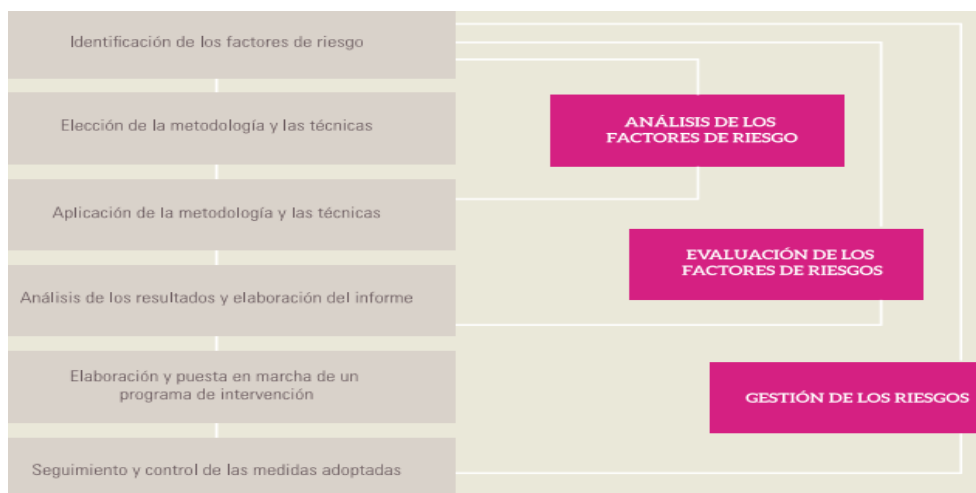 Identificación de los factores de riesgo
Elección de la metodología y las técnicas
ANÁLISIS DE LOS
FACTORES DE RIESGO
Aplicación de la metodología y las técnicas
EVALUACIÓN DE LOS
FACTORES DE RIESGOS
Análisis de los resultados y elaboración del informe
Elaboración y puesta en marcha de un
programa de intervención
GESTIÓN DE LOS RIESGOS
Seguimiento y control de las medidas adoptadas